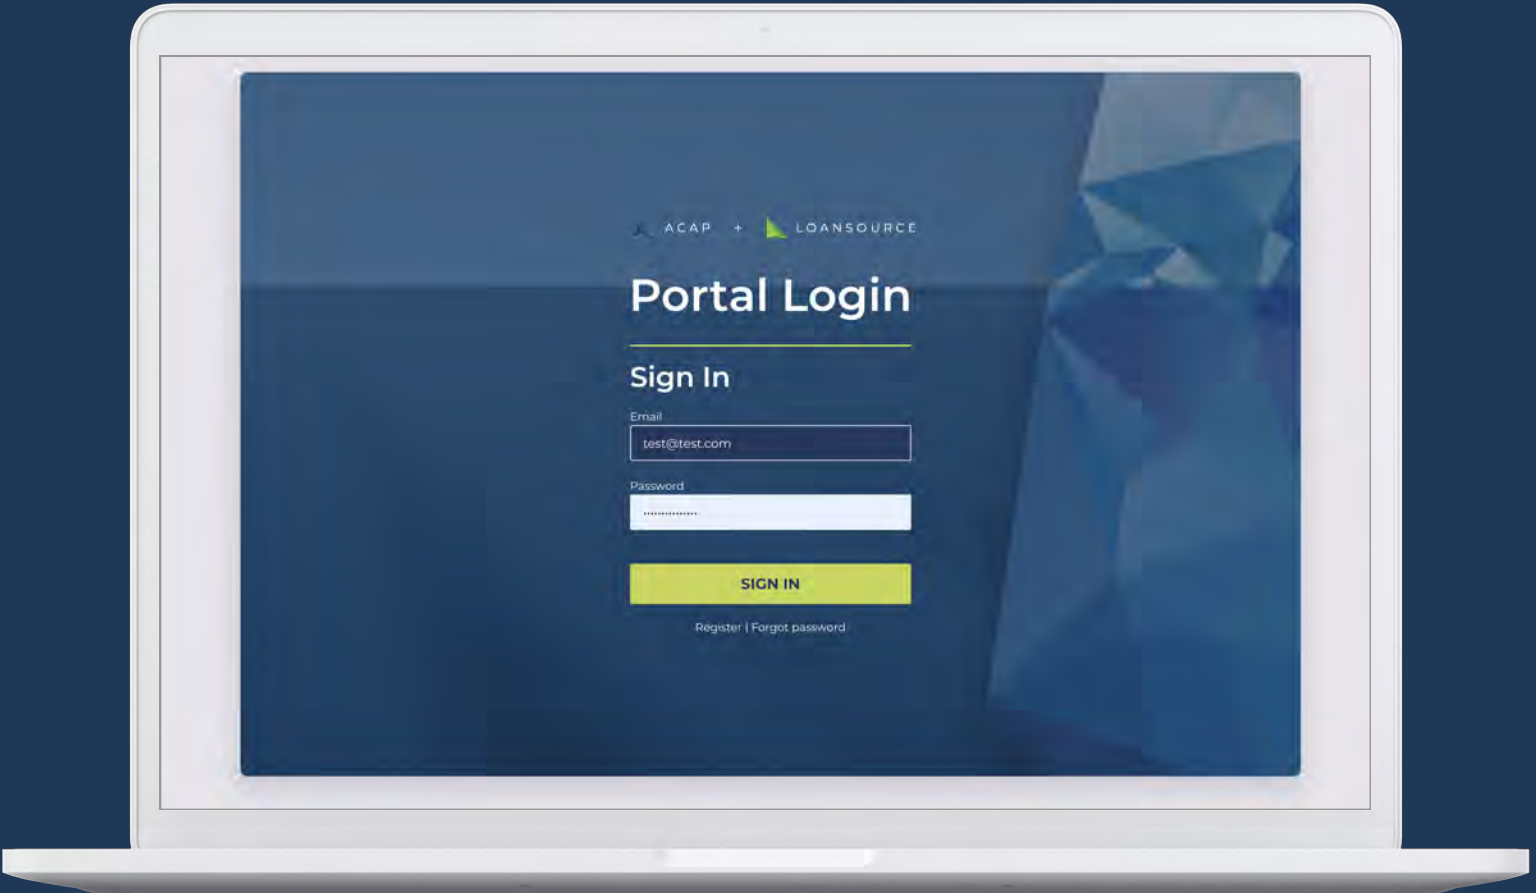 ACAP + LOANSOURCE
Portal Login
Sign In
Email
test@test.com
Password
SIGN IN
Register | Forgot password